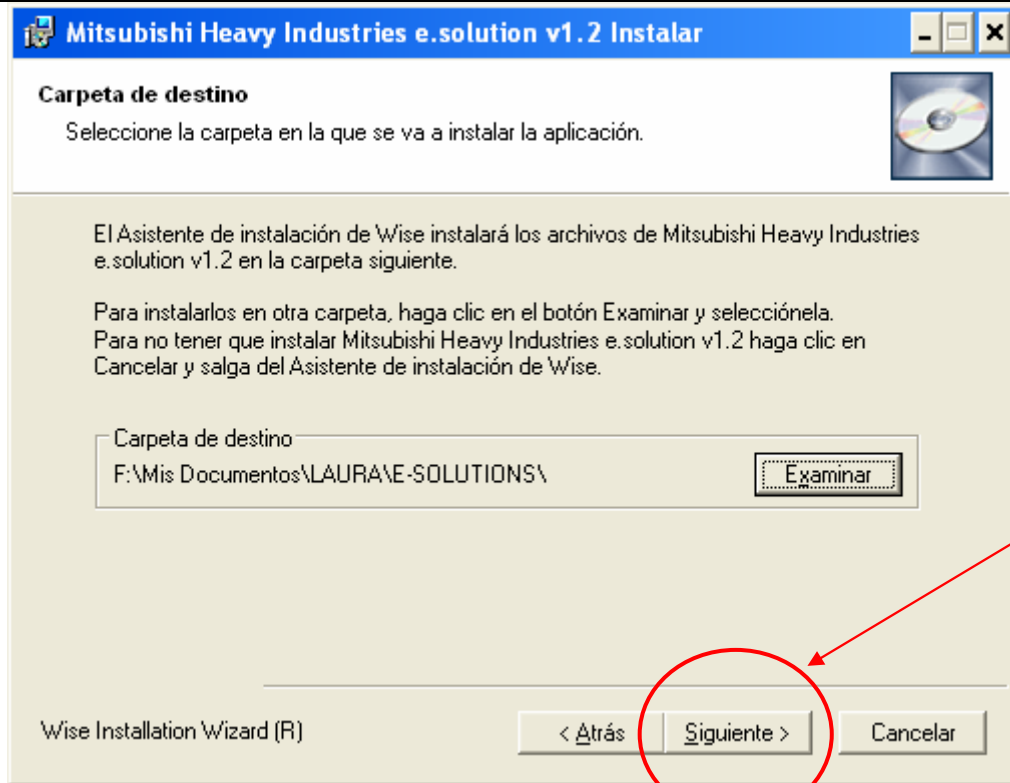 Mitsubishi Heavy Industries e.solution v1.2 Instalar
Carpeta de destino
Seleccione la carpeta en la que se va a instalar la aplicación.
El Asistente de instalación de Wise instalará los archivos de Mitsubishi Heavy Industries
e.solution v1.2 en la carpeta siguiente.
Para instalarlos en otra carpeta, haga clic en el botón Examinar y selecciónela.
Para no tener que instalar Mitsubishi Heavy Industries e.solution v1.2 haga clic en
Cancelar y salga del Asistente de instalación de Wise.
Carpeta de destino
F:\Mis Documentos\LAURA\E-SOLUTIONS\ Examinar
Wise Installation Wizard (R) < Atrás Siguiente > Cancelar